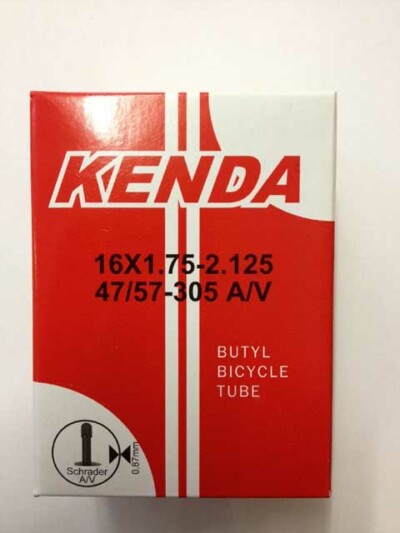 KENDA
16X1.75-2.125
47/57-305 A/V
BUTYL
BICYCLE
TUBE
Schrader
A/V
0.87mm